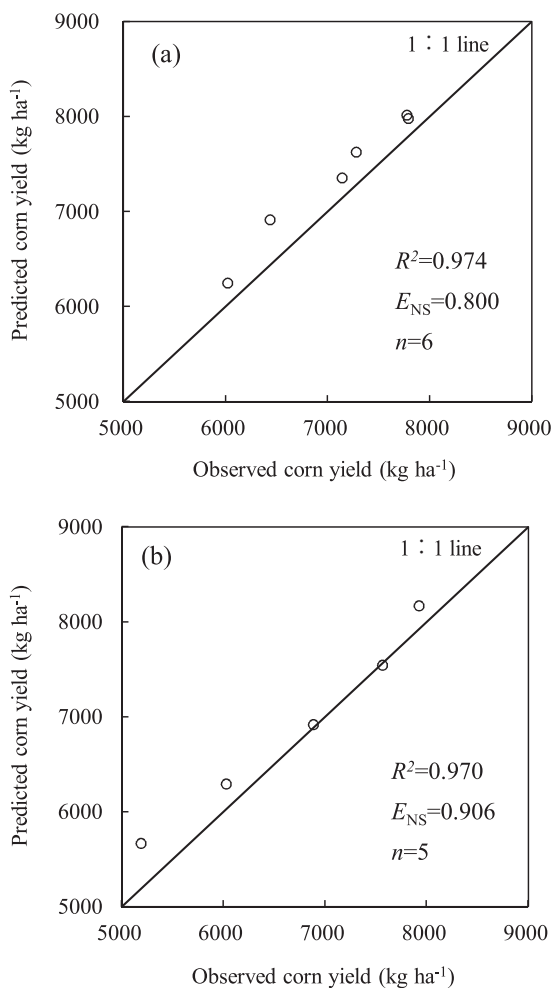 9000
(a)
1：1 line
8000
7000
6000
5000
Predicted corn yield (kg ha⁻¹)
R²=0.974
E_NS=0.800
n=6
5000 6000 7000 8000 9000
Observed corn yield (kg ha⁻¹)
9000
(b)
1：1 line
8000
7000
6000
5000
Predicted corn yield (kg ha⁻¹)
R²=0.970
E_NS=0.906
n=5
5000 6000 7000 8000 9000
Observed corn yield (kg ha⁻¹)